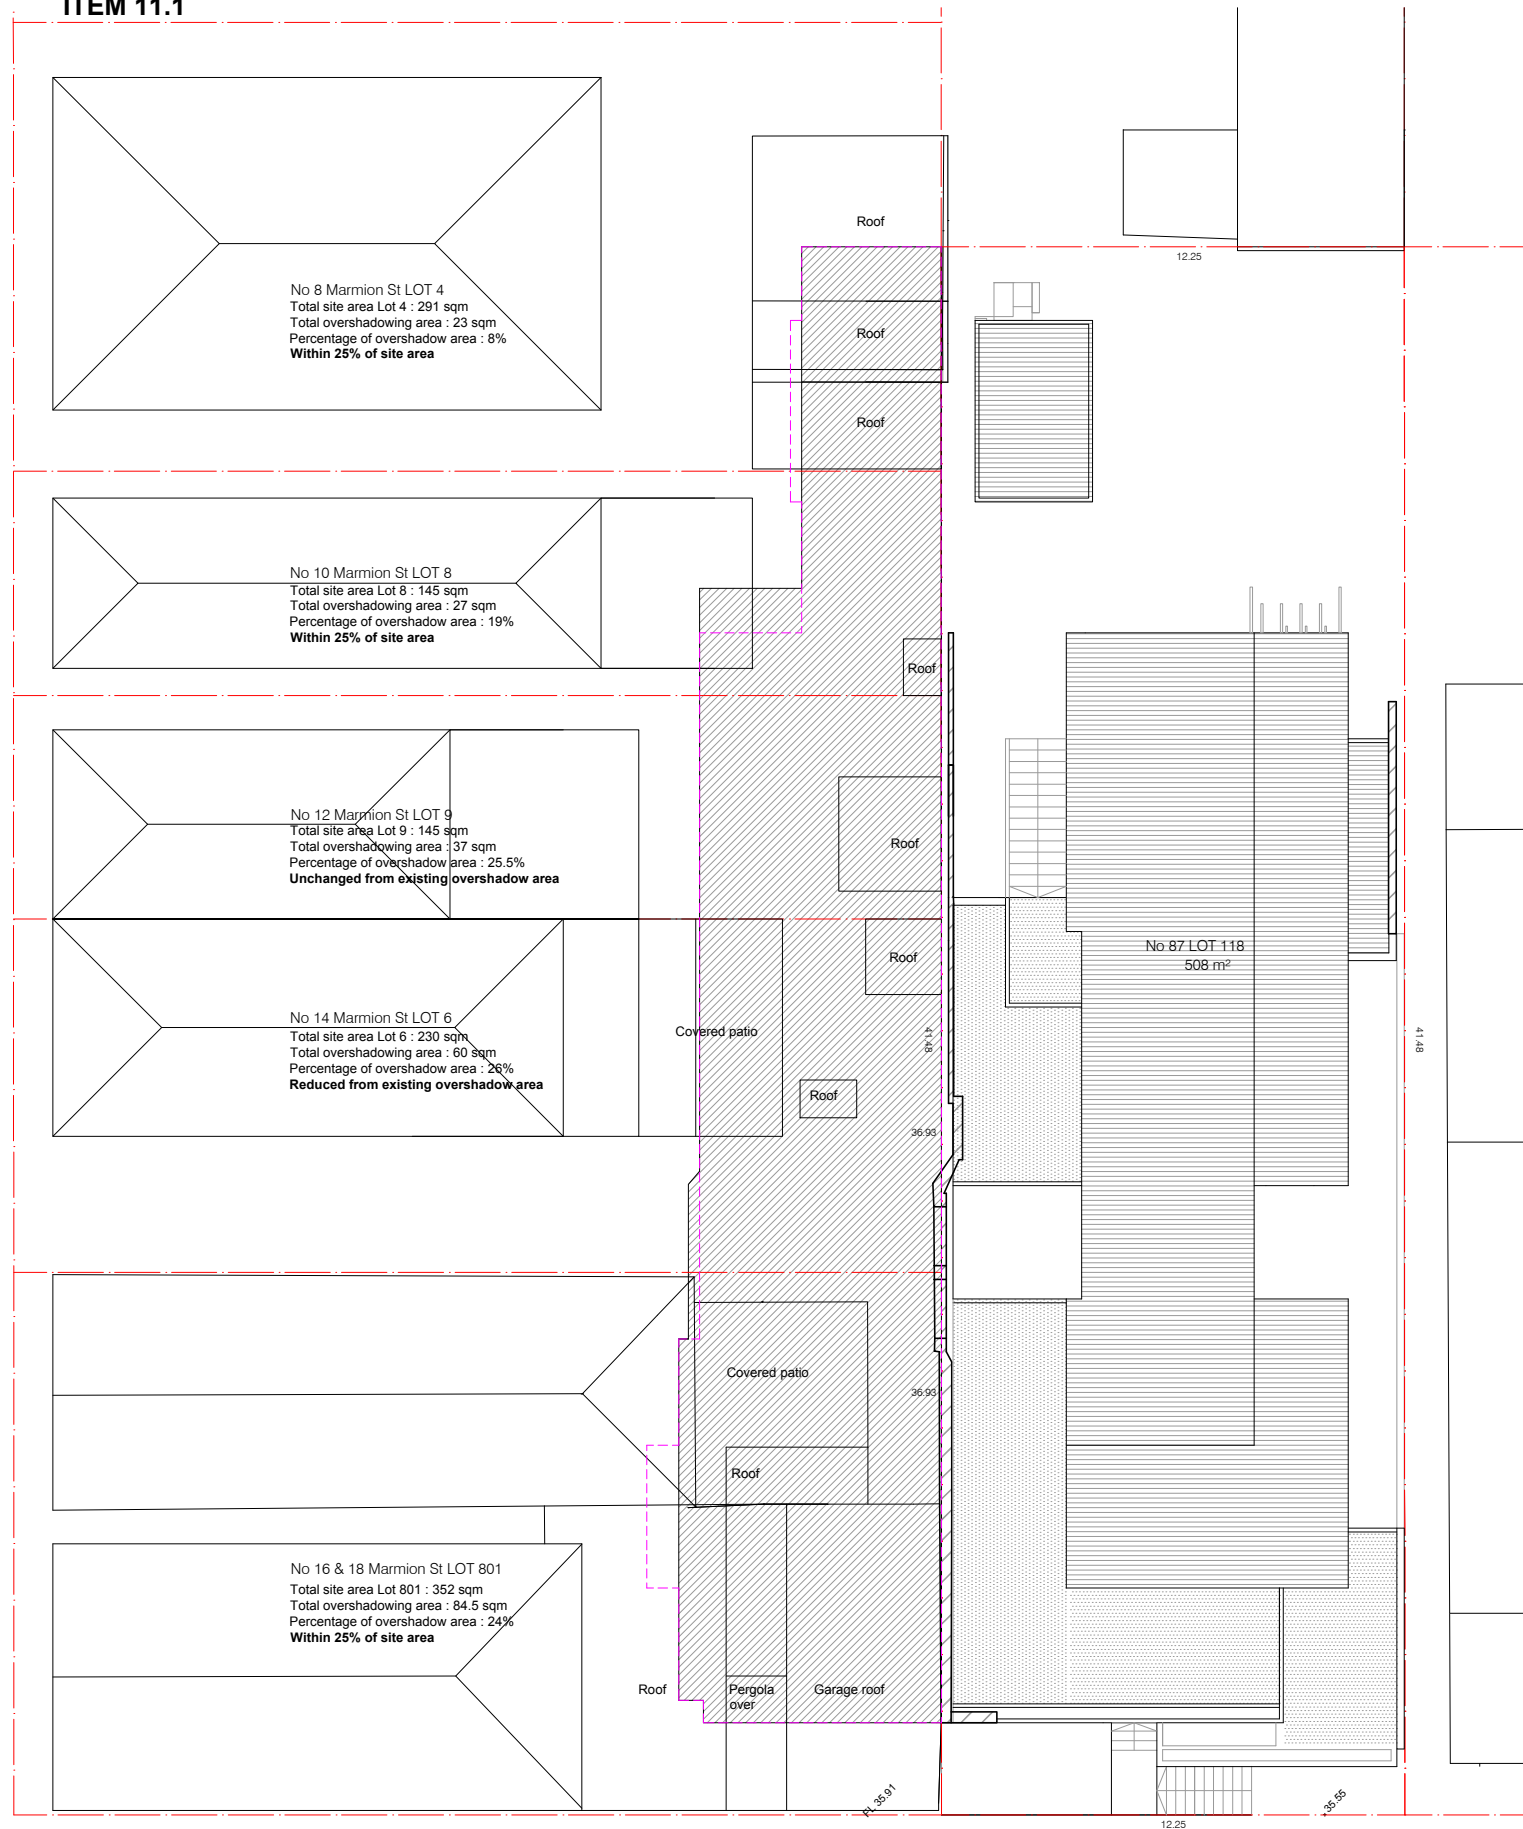 ITEM 11.1
Roof
12.25
No 8 Marmion St LOT 4
Total site area Lot 4 : 291 sqm
Total overshadowing area : 23 sqm
Percentage of overshadow area : 8%
Within 25% of site area
Roof
Roof
No 10 Marmion St LOT 8
Total site area Lot 8 : 145 sqm
Total overshadowing area : 27 sqm
Percentage of overshadow area : 19%
Within 25% of site area
Roof
No 12 Marmion St LOT 9
Total site area Lot 9 : 145 sqm
Total overshadowing area : 37 sqm
Percentage of overshadow area : 25.5%
Unchanged from existing overshadow area
Roof
No 87 LOT 118
508 m²
Roof
No 14 Marmion St LOT 6
Total site area Lot 6 : 230 sqm
Total overshadowing area : 60 sqm
Percentage of overshadow area : 26%
Reduced from existing overshadow area
Covered patio
41.48
41.48
Roof
36.93
Covered patio
36.93
Roof
No 16 & 18 Marmion St LOT 801
Total site area Lot 801 : 352 sqm
Total overshadowing area : 84.5 sqm
Percentage of overshadow area : 24%
Within 25% of site area
Roof
Pergola
over
Garage roof
FL 35.91
35.55
12.25